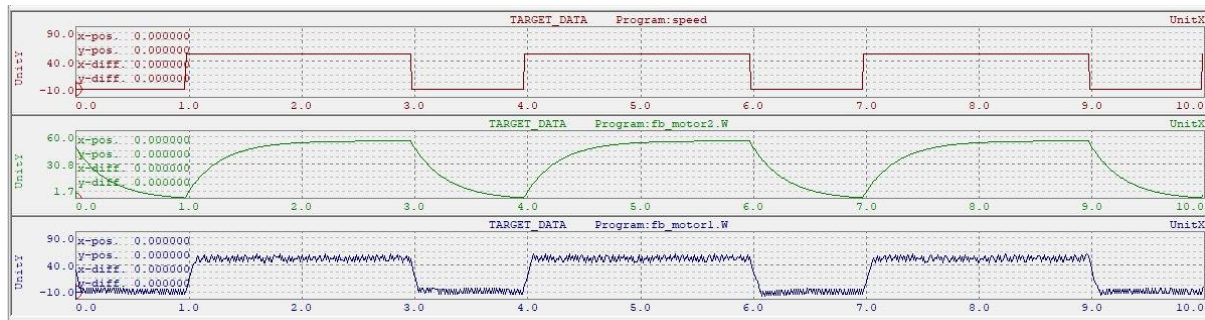 TARGET_DATA Program:speed UnitX
90.0 x-pos. 0.000000
y-pos. 0.000000
40.0 x-diff. 0.000000
y-diff. 0.000000
-10.0
UnitY
0.0 1.0 2.0 3.0 4.0 5.0 6.0 7.0 8.0 9.0 10.0
TARGET_DATA Program:fb_motor2.W UnitX
60.0 x-pos. 0.000000
y-pos. 0.000000
30.8 x-diff. 0.000000
y-diff. 0.000000
1.7
UnitY
0.0 1.0 2.0 3.0 4.0 5.0 6.0 7.0 8.0 9.0 10.0
TARGET_DATA Program:fb_motor1.W UnitX
90.0 x-pos. 0.000000
y-pos. 0.000000
40.0 x-diff. 0.000000
y-diff. 0.000000
-10.0
UnitY
0.0 1.0 2.0 3.0 4.0 5.0 6.0 7.0 8.0 9.0 10.0